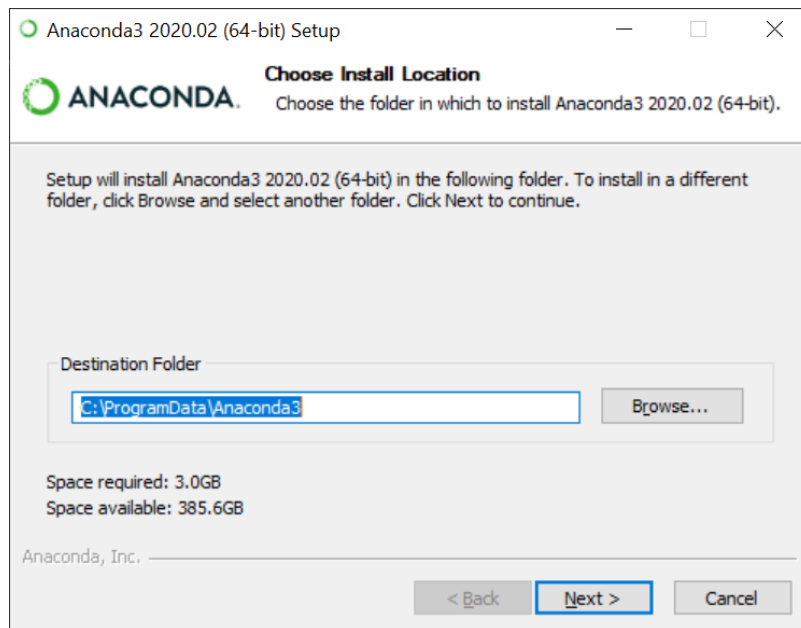 Anaconda3 2020.02 (64-bit) Setup
ANACONDA.
Choose Install Location
Choose the folder in which to install Anaconda3 2020.02 (64-bit).
Setup will install Anaconda3 2020.02 (64-bit) in the following folder. To install in a different
folder, click Browse and select another folder. Click Next to continue.
Destination Folder
C:\ProgramData\Anaconda3
Browse...
Space required: 3.0GB
Space available: 385.6GB
Anaconda, Inc.
< Back
Next >
Cancel